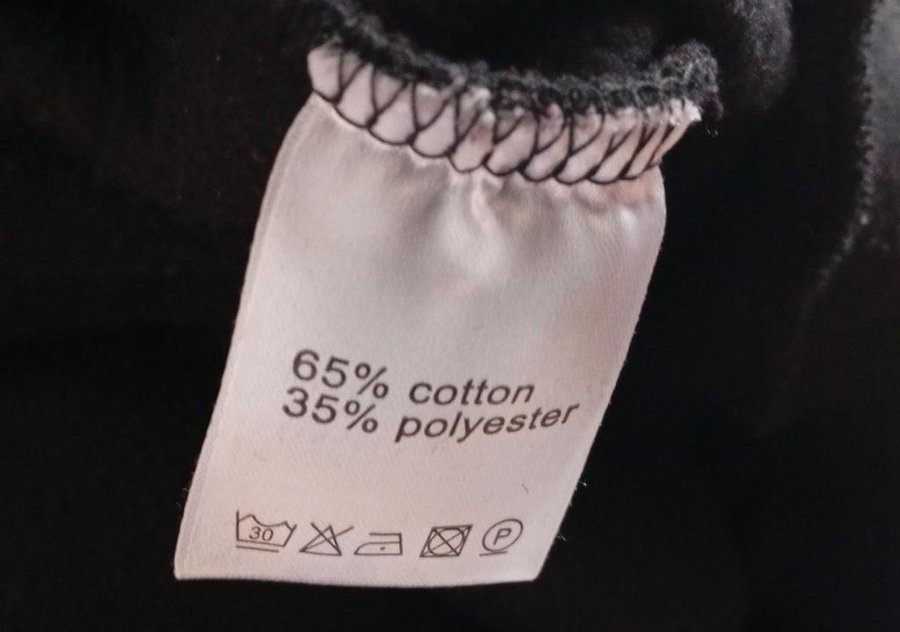 65% cotton
35% polyester
30 P